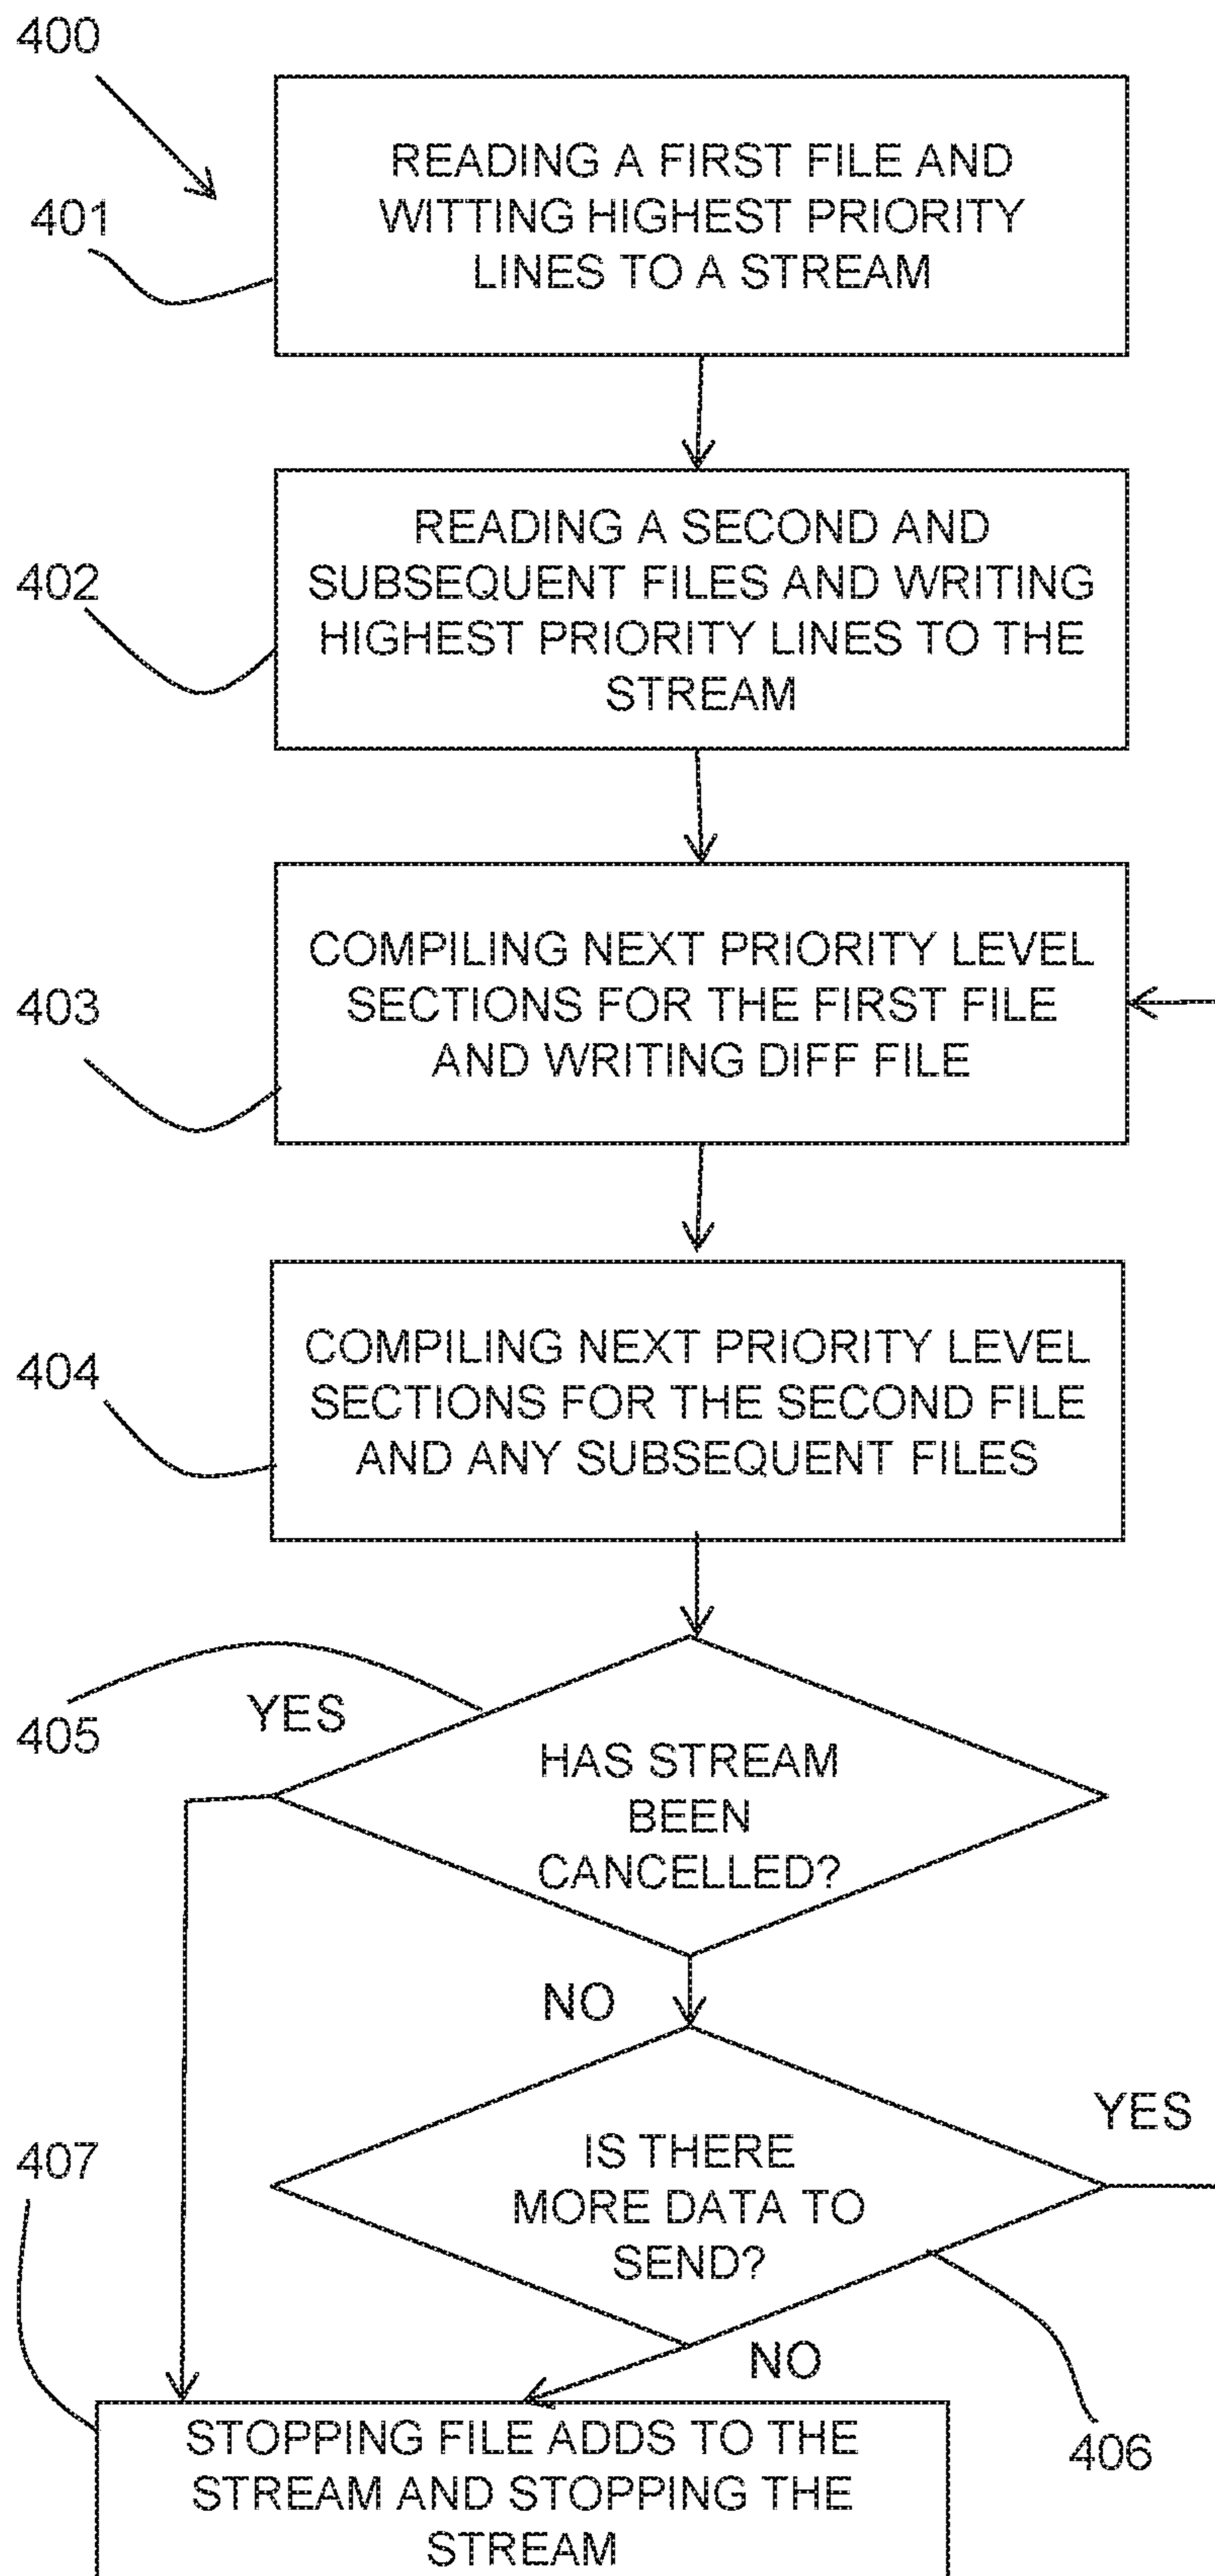 400
READING A FIRST FILE AND
WITTING HIGHEST PRIORITY
LINES TO A STREAM
401
READING A SECOND AND
SUBSEQUENT FILES AND WRITING
HIGHEST PRIORITY LINES TO THE
STREAM
402
COMPILING NEXT PRIORITY LEVEL
SECTIONS FOR THE FIRST FILE
AND WRITING DIFF FILE
403
COMPILING NEXT PRIORITY LEVEL
SECTIONS FOR THE SECOND FILE
AND ANY SUBSEQUENT FILES
404
405
YES
HAS STREAM
BEEN
CANCELLED?
NO
YES
IS THERE
MORE DATA TO
SEND?
407
NO
406
STOPPING FILE ADDS TO THE
STREAM AND STOPPING THE
STREAM